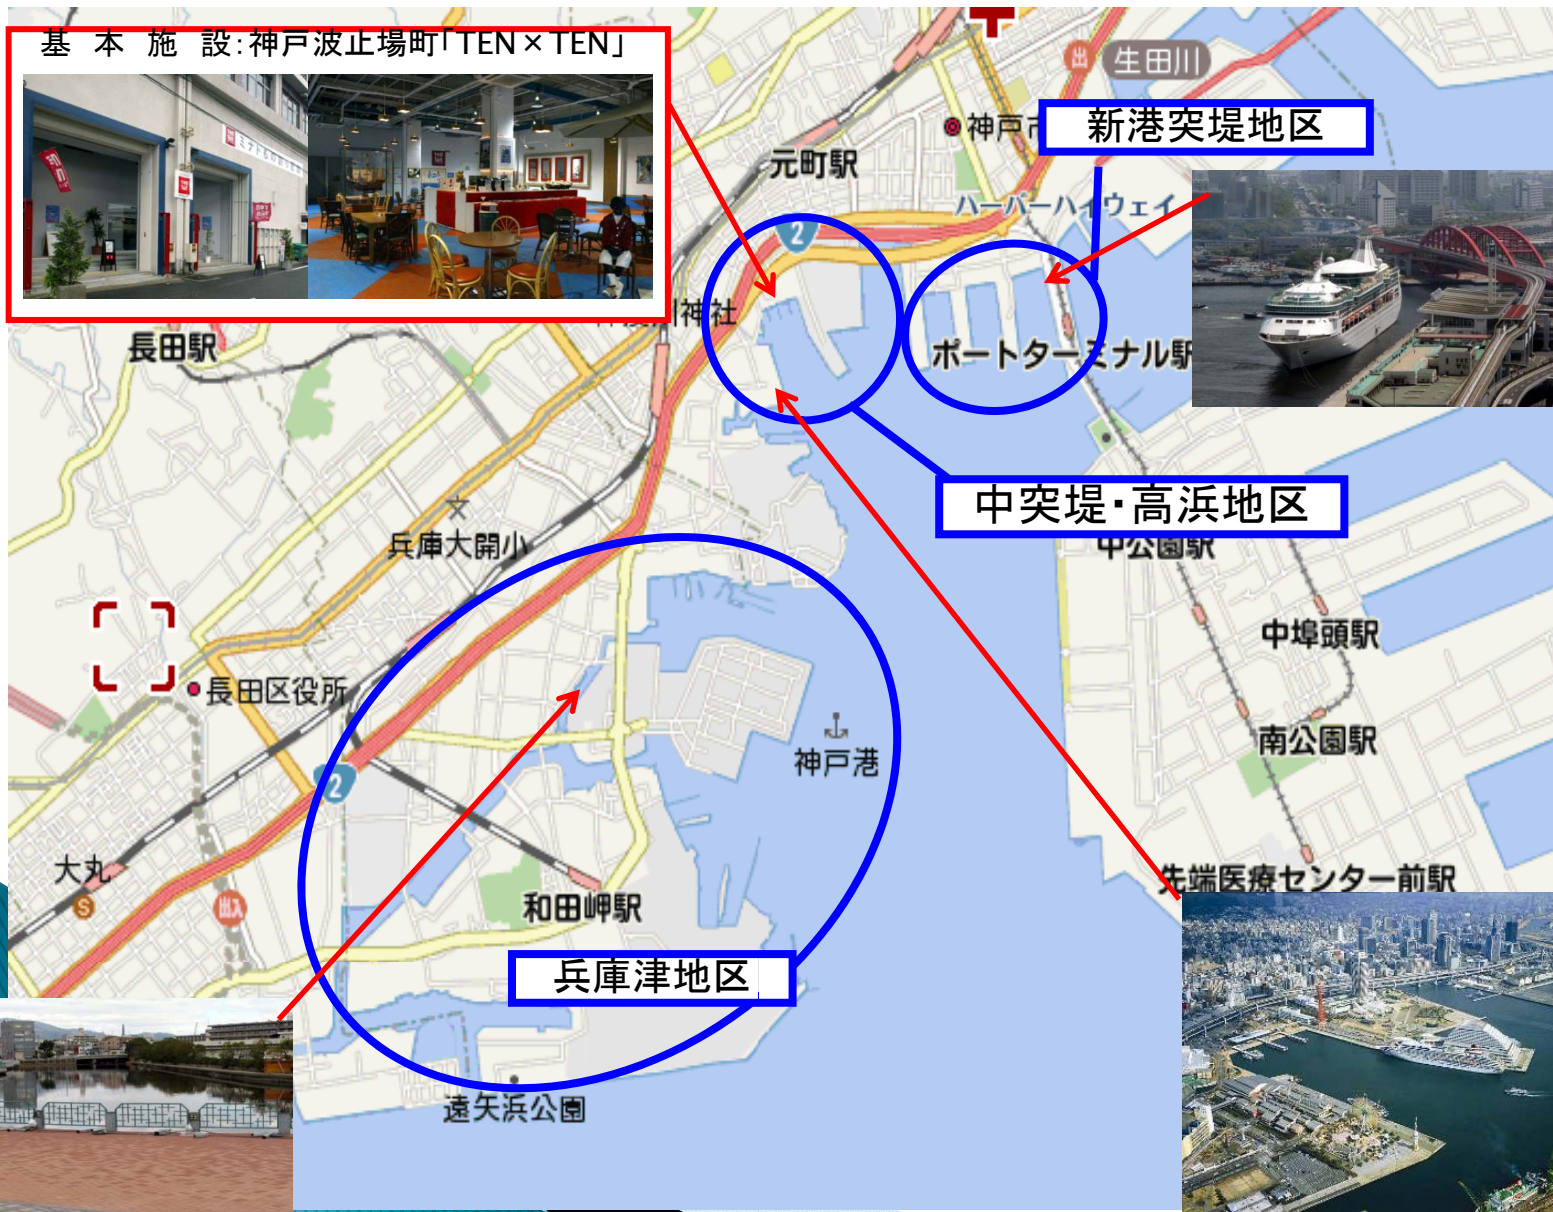 基 本 施 設:神戸波止場町「TEN×TEN」
生田川
出
神戸市
新港突堤地区
元町駅
ハーバーハイウェイ
2
川神社
長田駅
ポートターミナル駅
中突堤・高浜地区
兵庫大開小
中公園駅
中埠頭駅
長田区役所
南公園駅
神戸港
2
大丸
S
出入
先端医療センター前駅
和田岬駅
兵庫津地区
遠矢浜公園